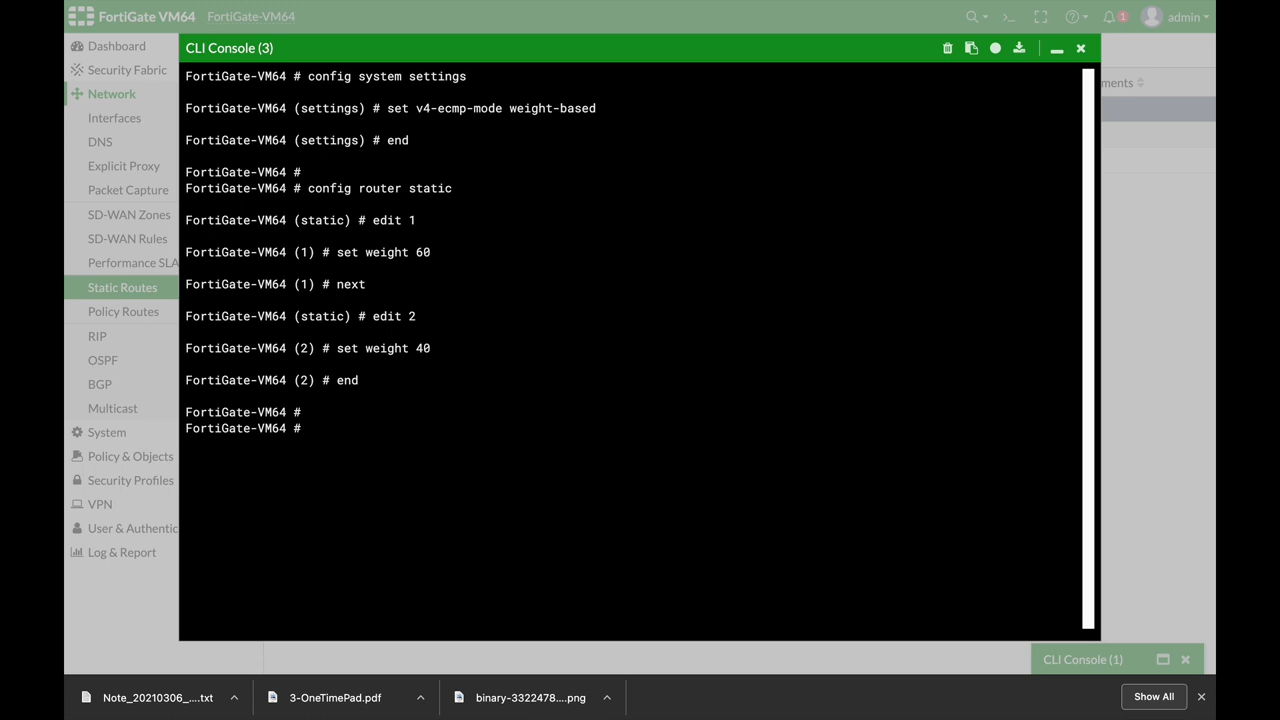 FortiGate VM64 FortiGate-VM64 admin
1
Dashboard
Security Fabric
Network
Interfaces
DNS
Explicit Proxy
Packet Capture
SD-WAN Zones
SD-WAN Rules
Performance SLA
Static Routes
Policy Routes
RIP
OSPF
BGP
Multicast
System
Policy & Objects
Security Profiles
VPN
User & Authentic
Log & Report
CLI Console (3)
FortiGate-VM64 # config system settings
FortiGate-VM64 (settings) # set v4-ecmp-mode weight-based
FortiGate-VM64 (settings) # end
FortiGate-VM64 #
FortiGate-VM64 # config router static
FortiGate-VM64 (static) # edit 1
FortiGate-VM64 (1) # set weight 60
FortiGate-VM64 (1) # next
FortiGate-VM64 (static) # edit 2
FortiGate-VM64 (2) # set weight 40
FortiGate-VM64 (2) # end
FortiGate-VM64 #
FortiGate-VM64 #
ments
CLI Console (1)
Note_20210306_....txt 3-OneTimePad.pdf binary-3322478....png Show All